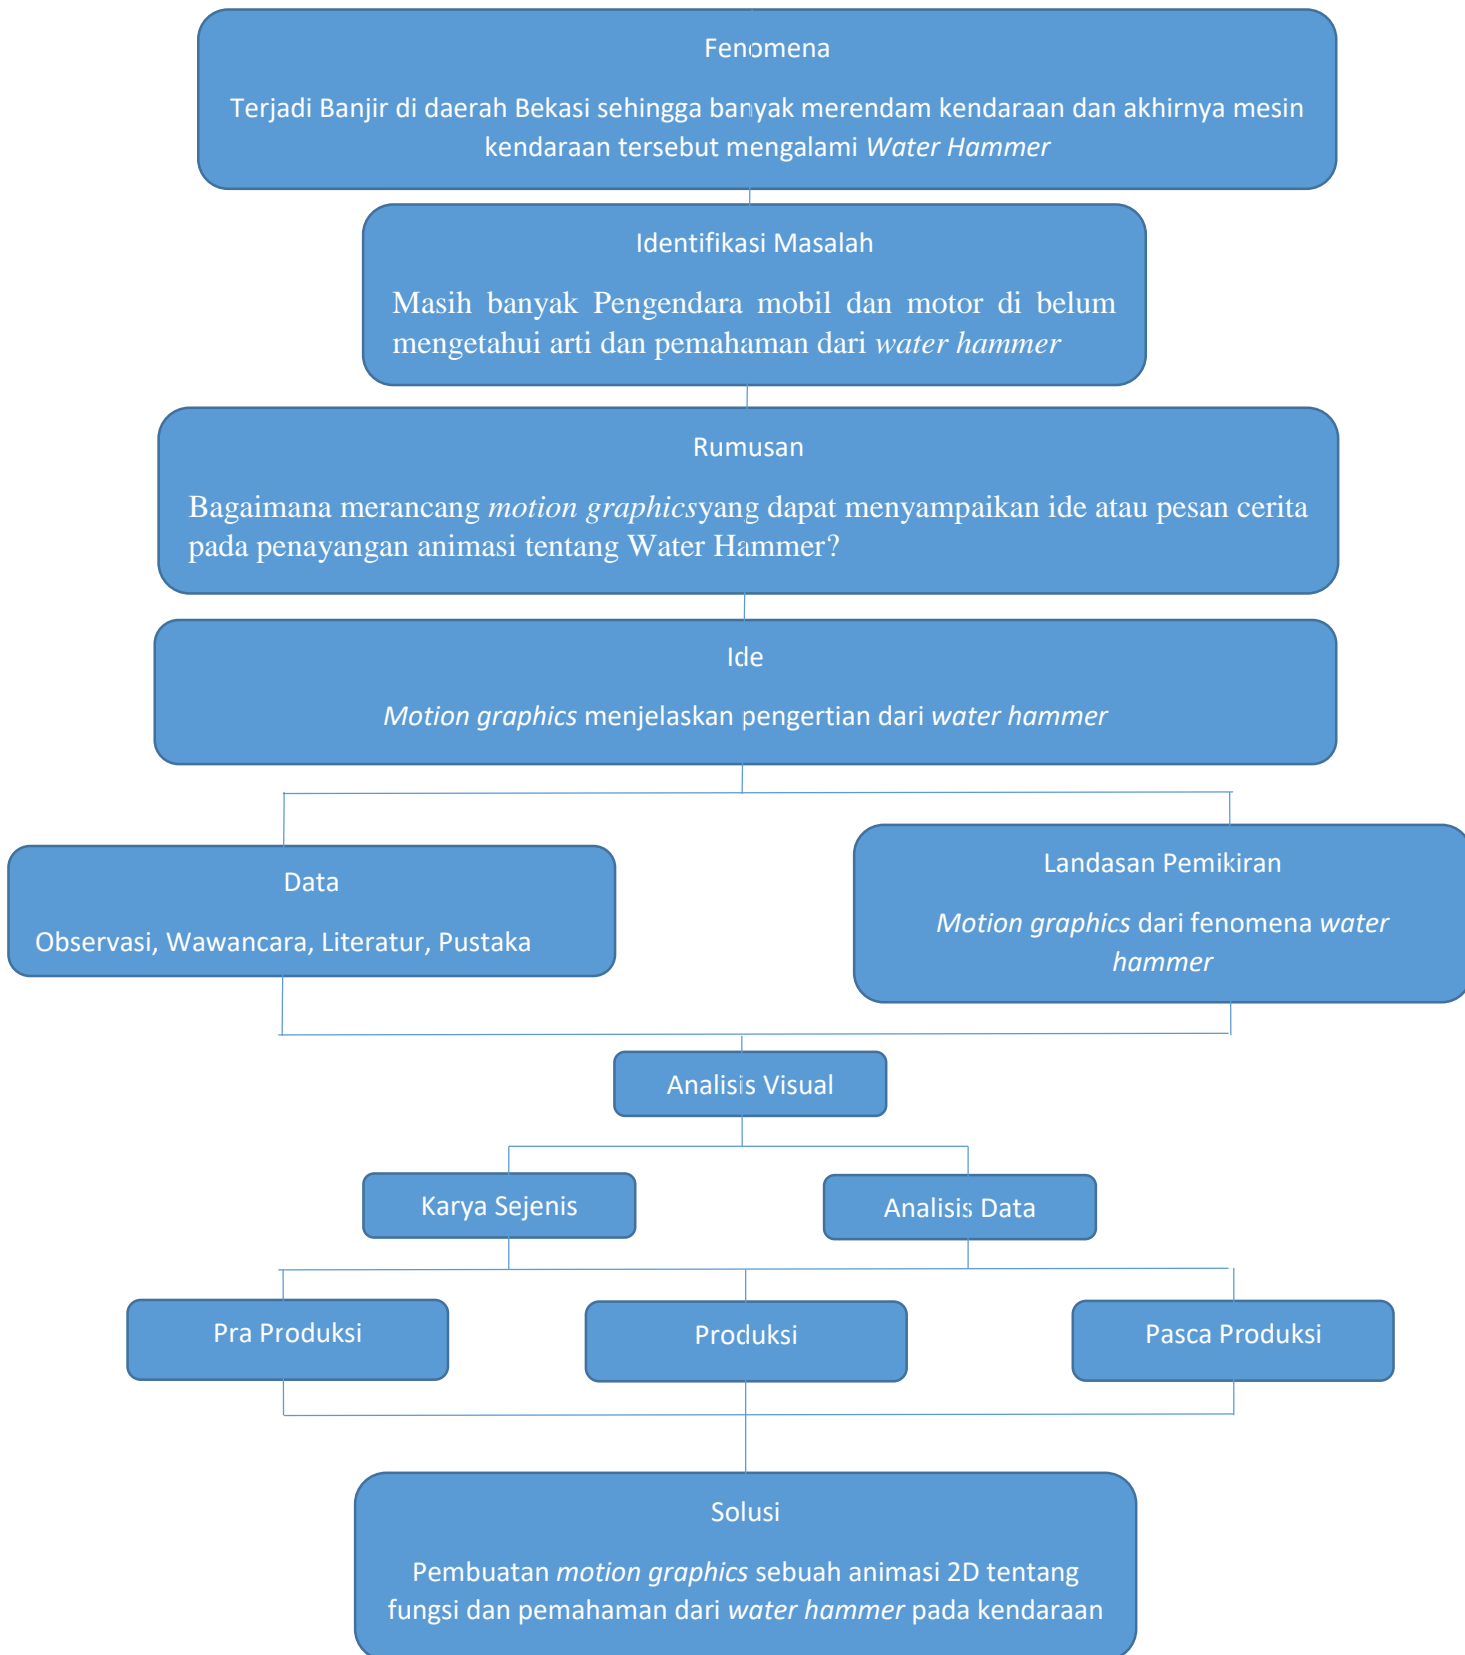 Fenomena
Terjadi Banjir di daerah Bekasi sehingga banyak merendam kendaraan dan akhirnya mesin
kendaraan tersebut mengalami Water Hammer
Identifikasi Masalah
Masih banyak Pengendara mobil dan motor di belum
mengetahui arti dan pemahaman dari water hammer
Rumusan
Bagaimana merancang motion graphicsyang dapat menyampaikan ide atau pesan cerita
pada penayangan animasi tentang Water Hammer?
Ide
Motion graphics menjelaskan pengertian dari water hammer
Data
Observasi, Wawancara, Literatur, Pustaka
Landasan Pemikiran
Motion graphics dari fenomena water
hammer
Analisis Visual
Karya Sejenis
Analisis Data
Pra Produksi
Produksi
Pasca Produksi
Solusi
Pembuatan motion graphics sebuah animasi 2D tentang
fungsi dan pemahaman dari water hammer pada kendaraan